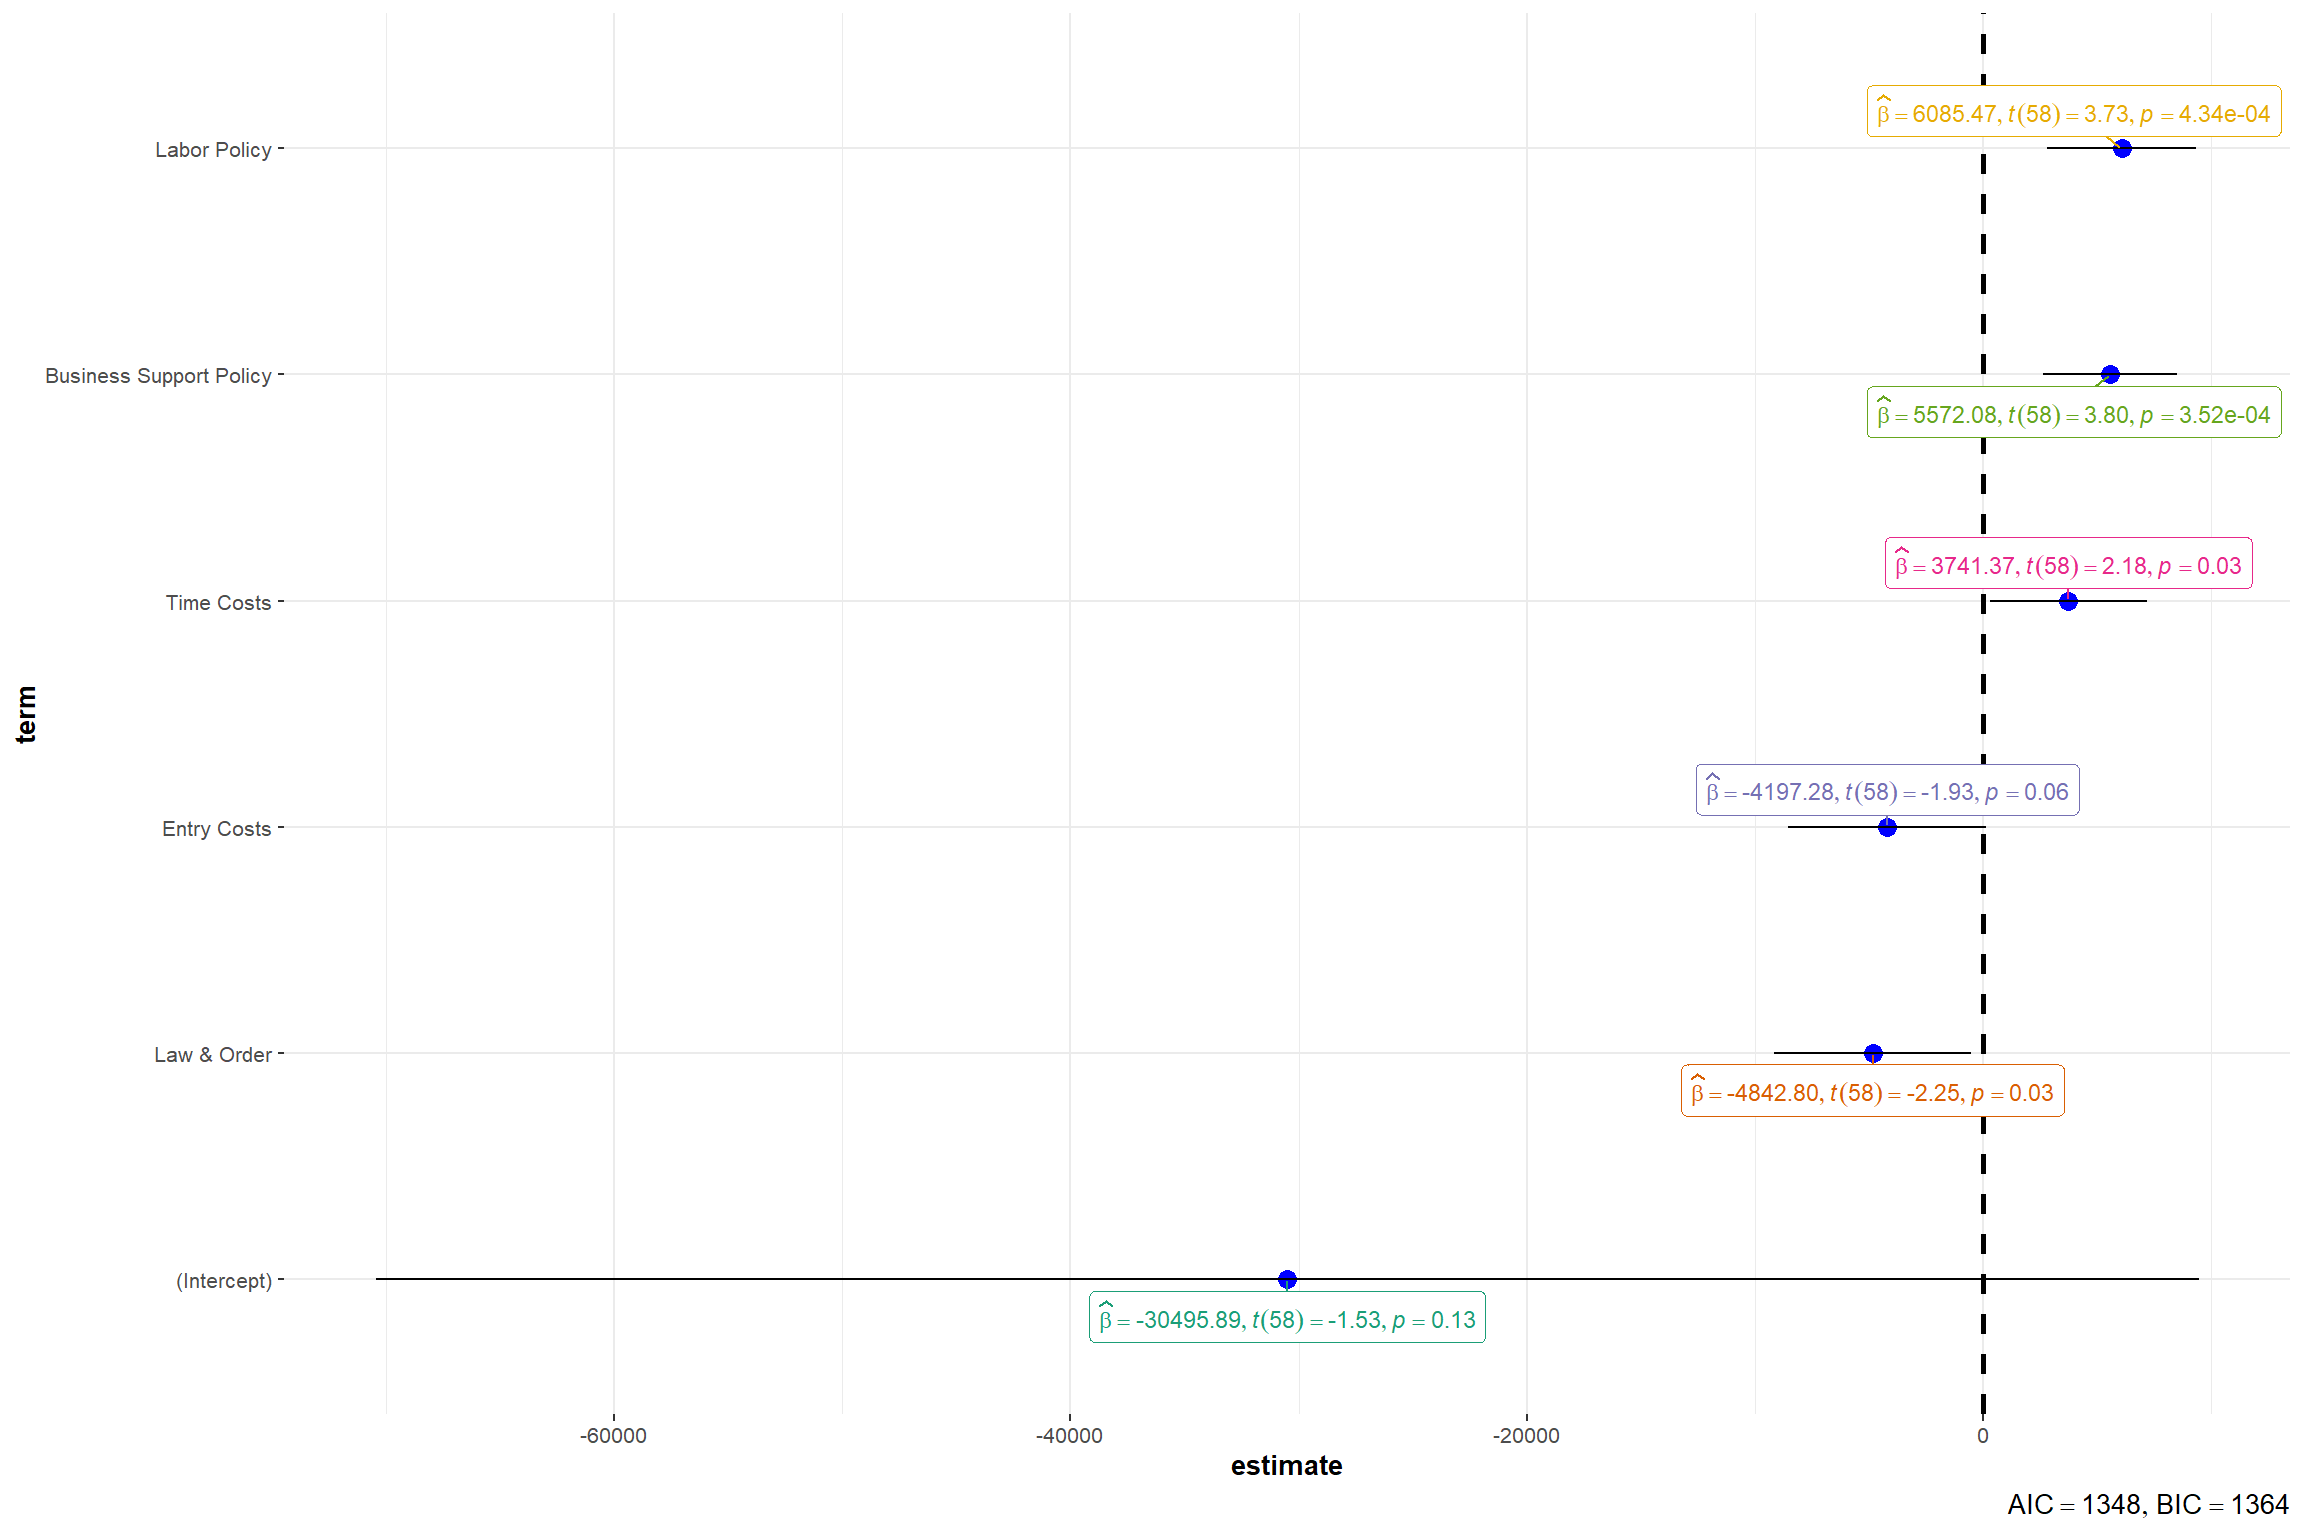 β̂ = 6085.47, t(58) = 3.73, p = 4.34e-04
Labor Policy
Business Support Policy
β̂ = 5572.08, t(58) = 3.80, p = 3.52e-04
β̂ = 3741.37, t(58) = 2.18, p = 0.03
Time Costs
term
β̂ = -4197.28, t(58) = -1.93, p = 0.06
Entry Costs
Law & Order
β̂ = -4842.80, t(58) = -2.25, p = 0.03
(Intercept)
β̂ = -30495.89, t(58) = -1.53, p = 0.13
-60000 -40000 -20000 0
estimate
AIC = 1348, BIC = 1364